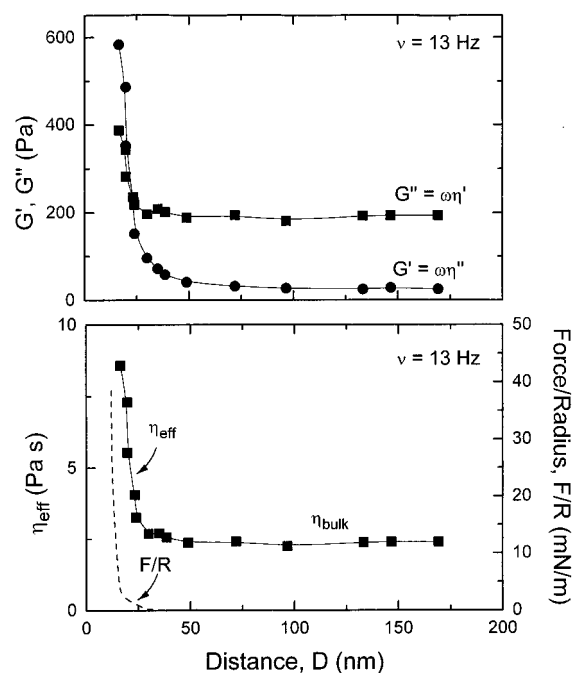 ν = 13 Hz
600
400
200
0
G', G'' (Pa)
G'' = ωη'
G' = ωη''
10
5
0
η_eff (Pa s)
ν = 13 Hz
η_eff
η_bulk
F/R
50
40
30
20
10
0
Force/Radius, F/R (mN/m)
0 50 100 150 200
Distance, D (nm)